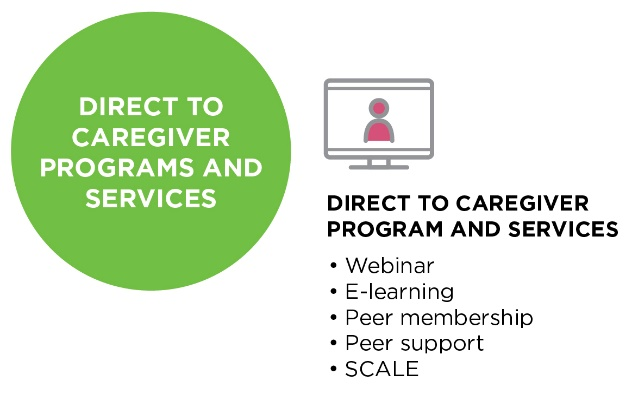 DIRECT TO
CAREGIVER
PROGRAMS AND
SERVICES
DIRECT TO CAREGIVER
PROGRAM AND SERVICES
• Webinar
• E-learning
• Peer membership
• Peer support
• SCALE